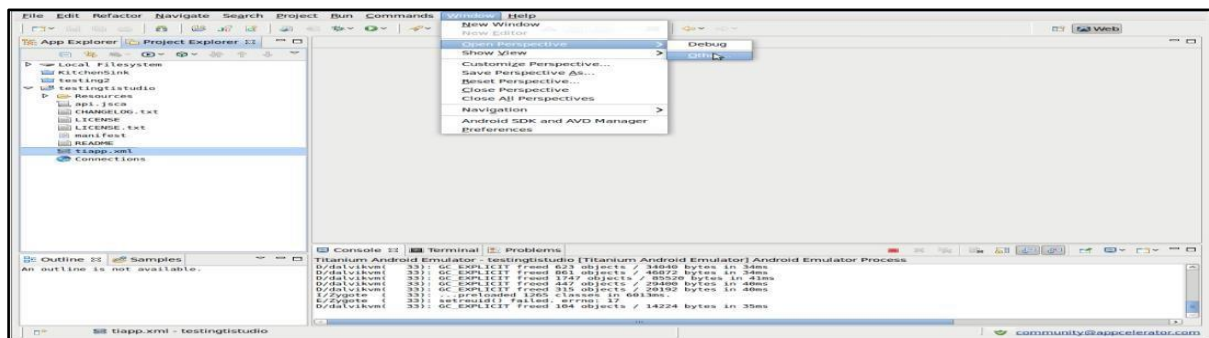 File Edit Refactor Navigate Search Project Run Commands Window Help
New Window
New Editor
Open Perspective >
Debug
Other...
Show View >
Customize Perspective...
Save Perspective As...
Reset Perspective...
Close Perspective
Close All Perspectives
Navigation >
Android SDK and AVD Manager
Preferences
Web
App Explorer Project Explorer
Local Filesystem
KitchenSink
testing2
testingtistudio
Resources
api.jsca
CHANGELOG.txt
LICENSE
LICENSE.txt
manifest
README
tiapp.xml
Connections
Outline Samples
An outline is not available.
Console Terminal Problems
Titanium Android Emulator - testingtistudio [Titanium Android Emulator] Android Emulator Process
D/dalvikvm( 33): GC_EXPLICIT freed 623 objects / 34040 bytes in 34ms
D/dalvikvm( 33): GC_EXPLICIT freed 861 objects / 46872 bytes in 34ms
D/dalvikvm( 33): GC_EXPLICIT freed 1747 objects / 85520 bytes in 41ms
D/dalvikvm( 33): GC_EXPLICIT freed 447 objects / 29400 bytes in 40ms
D/dalvikvm( 33): GC_EXPLICIT freed 315 objects / 20192 bytes in 40ms
I/Zygote ( 33): ...preloaded 1265 classes in 6013ms.
E/Zygote ( 33): setreuid() failed. errno: 17
D/dalvikvm( 33): GC_EXPLICIT freed 104 objects / 14224 bytes in 35ms
tiapp.xml - testingtistudio
community@appcelerator.com